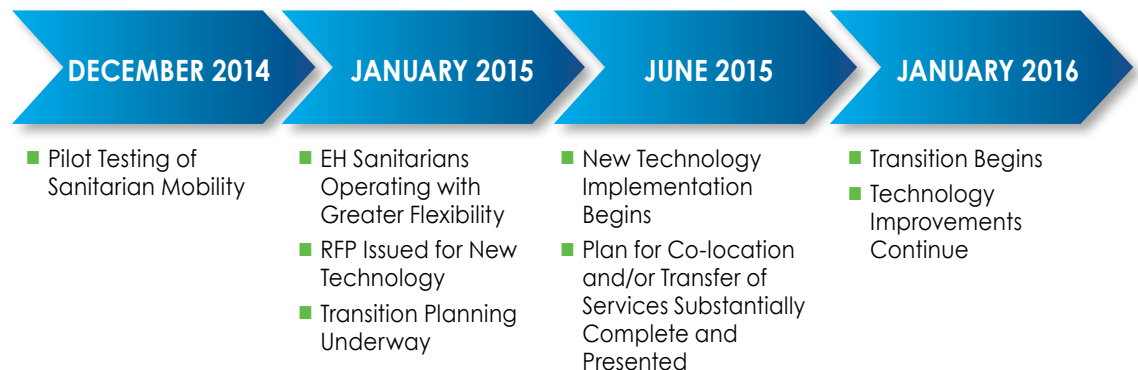 DECEMBER 2014
Pilot Testing of
Sanitarian Mobility
JANUARY 2015
EH Sanitarians
Operating with
Greater Flexibility
RFP Issued for New
Technology
Transition Planning
Underway
JUNE 2015
New Technology
Implementation
Begins
Plan for Co-location
and/or Transfer of
Services Substantially
Complete and
Presented
JANUARY 2016
Transition Begins
Technology
Improvements
Continue